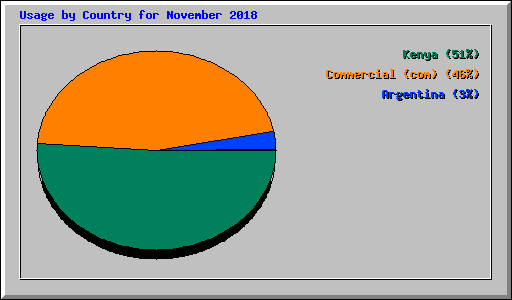 Usage by Country for November 2018
Kenya (51%)
Commercial (com) (46%)
Argentina (3%)